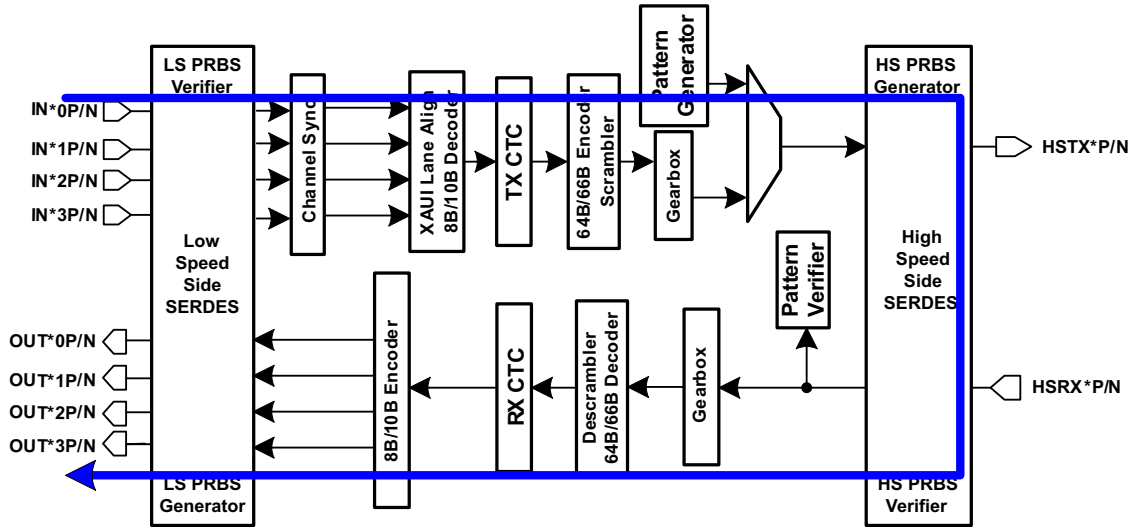 LS PRBS
Verifier
HS PRBS
Generator
Pattern
Generator
IN*0P/N
IN*1P/N
IN*2P/N
IN*3P/N
Channel Sync
XAUI Lane Align
8B/10B Decoder
TX CTC
64B/66B Encoder
Scrambler
Gearbox
HSTX*P/N
Low
Speed
Side
SERDES
High
Speed
Side
SERDES
Pattern
Verifier
OUT*0P/N
OUT*1P/N
OUT*2P/N
OUT*3P/N
8B/10B Encoder
RX CTC
Descrambler
64B/66B Decoder
Gearbox
HSRX*P/N
LS PRBS
Generator
HS PRBS
Verifier